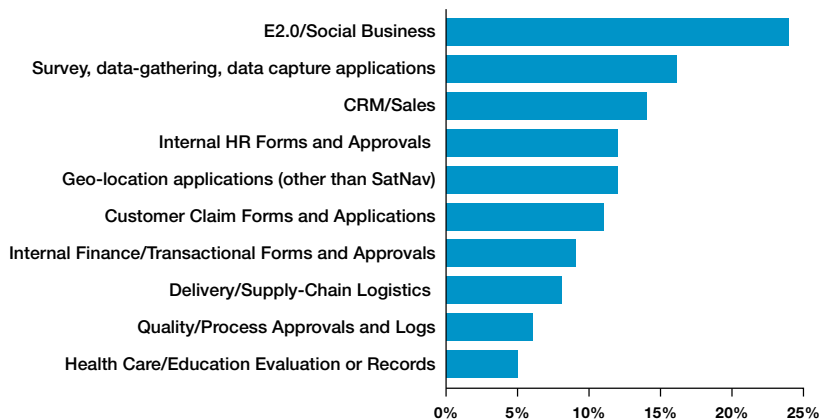 E2.0/Social Business
Survey, data-gathering, data capture applications
CRM/Sales
Internal HR Forms and Approvals
Geo-location applications (other than SatNav)
Customer Claim Forms and Applications
Internal Finance/Transactional Forms and Approvals
Delivery/Supply-Chain Logistics
Quality/Process Approvals and Logs
Health Care/Education Evaluation or Records
0% 5% 10% 15% 20% 25%